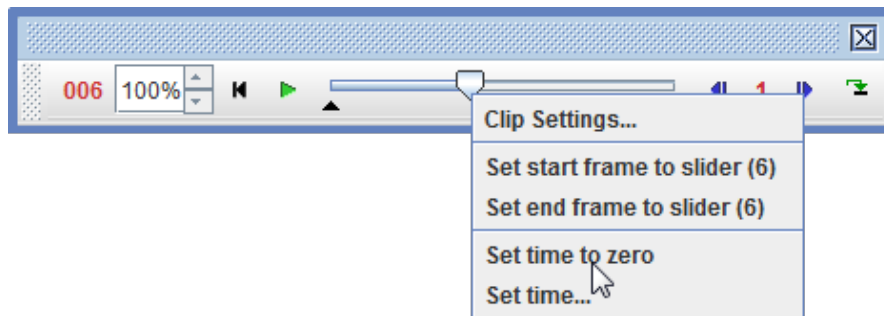 006 100% 1
Clip Settings...
Set start frame to slider (6)
Set end frame to slider (6)
Set time to zero
Set time...